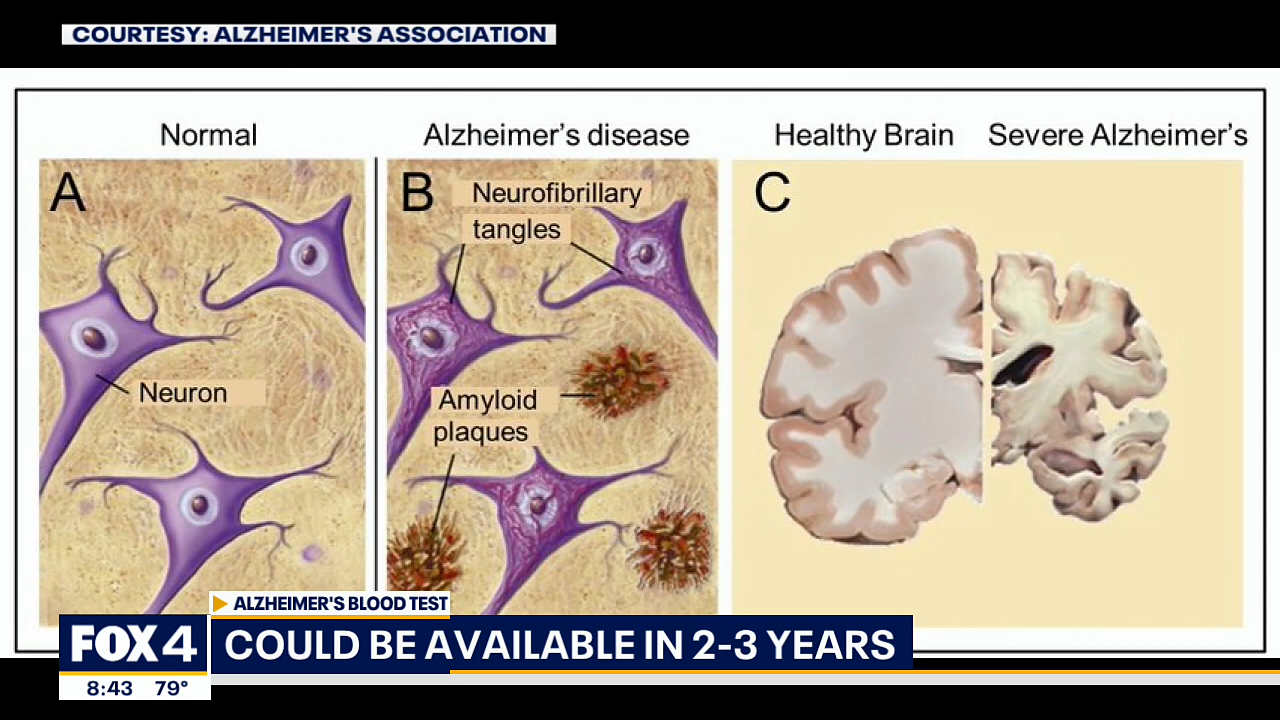 COURTESY: ALZHEIMER'S ASSOCIATION
Normal
Alzheimer’s disease
Healthy Brain
Severe Alzheimer’s
A
B
C
Neurofibrillary
tangles
Neuron
Amyloid
plaques
ALZHEIMER'S BLOOD TEST
FOX 4
COULD BE AVAILABLE IN 2-3 YEARS
8:43 79°